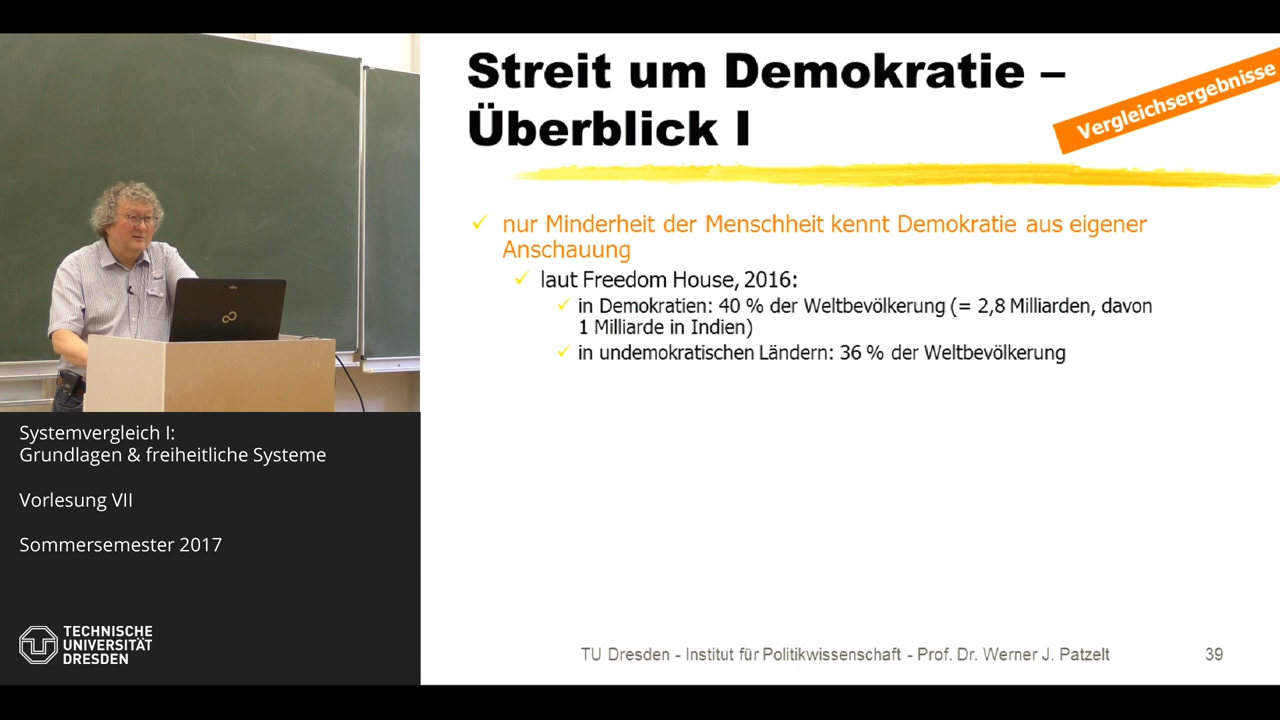 Streit um Demokratie –
Überblick I
Vergleichsergebnisse
nur Minderheit der Menschheit kennt Demokratie aus eigener
Anschauung
laut Freedom House, 2016:
in Demokratien: 40 % der Weltbevölkerung (= 2,8 Milliarden, davon
1 Milliarde in Indien)
in undemokratischen Ländern: 36 % der Weltbevölkerung
Systemvergleich I:
Grundlagen & freiheitliche Systeme
Vorlesung VII
Sommersemester 2017
TECHNISCHE
UNIVERSITÄT
DRESDEN
TU Dresden - Institut für Politikwissenschaft - Prof. Dr. Werner J. Patzelt
39